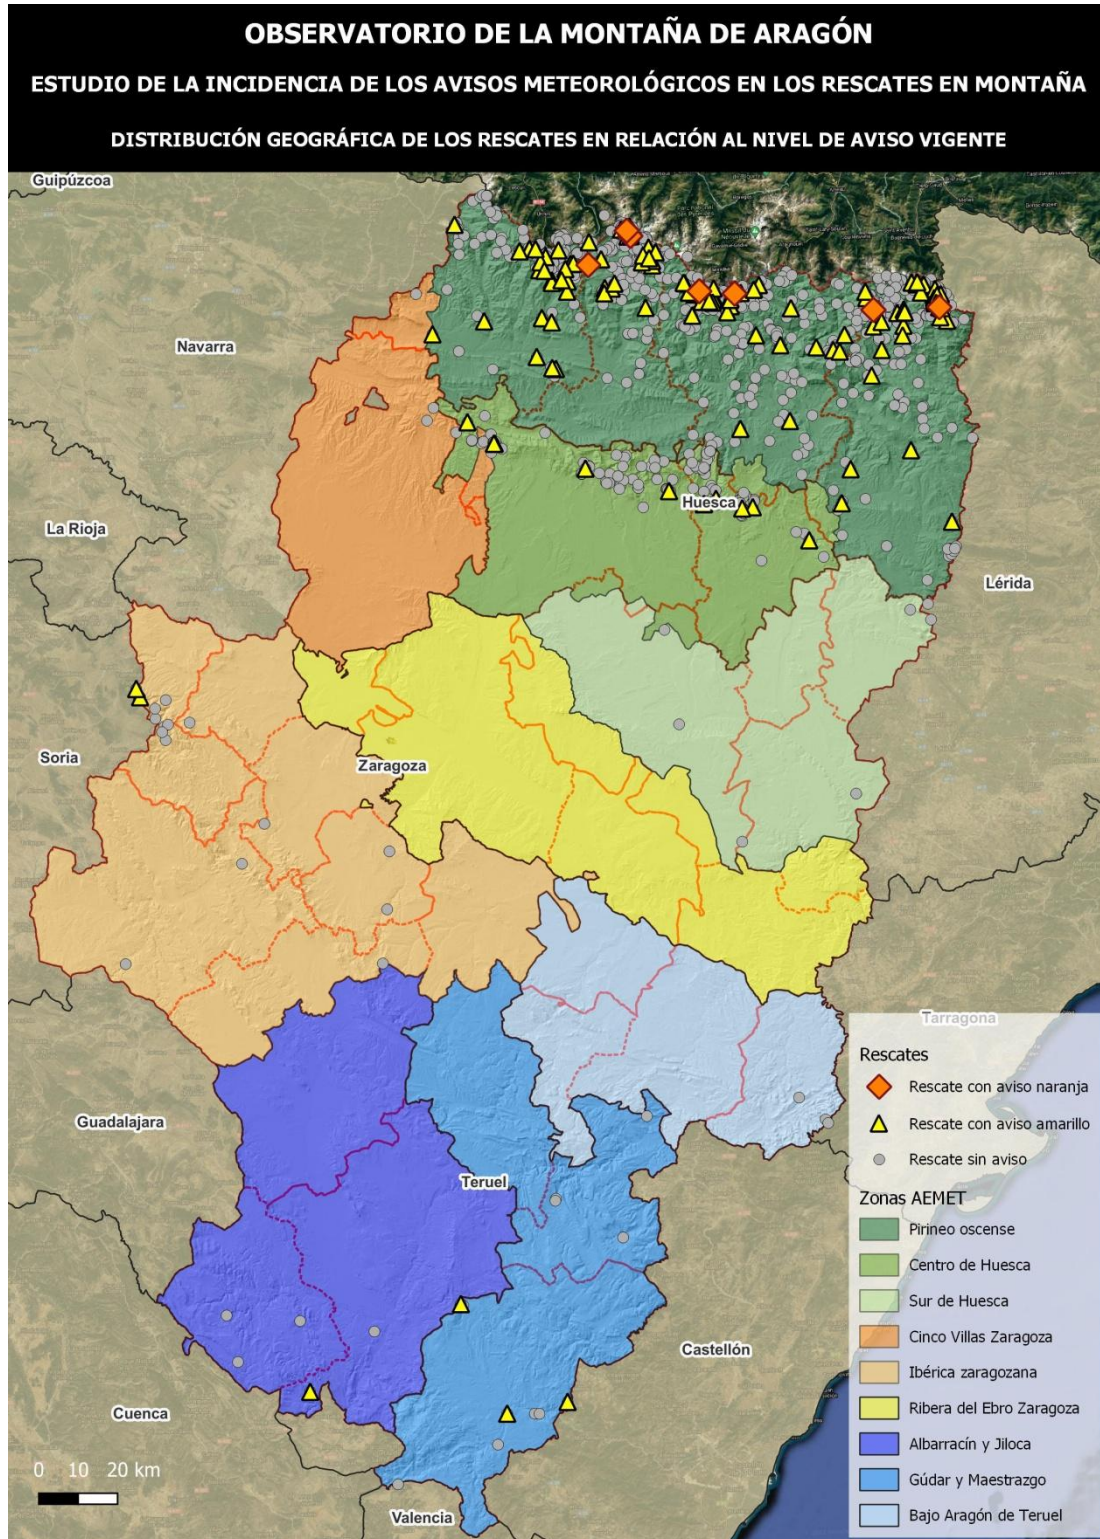 OBSERVATORIO DE LA MONTAÑA DE ARAGÓN
ESTUDIO DE LA INCIDENCIA DE LOS AVISOS METEOROLÓGICOS EN LOS RESCATES EN MONTAÑA
DISTRIBUCIÓN GEOGRÁFICA DE LOS RESCATES EN RELACIÓN AL NIVEL DE AVISO VIGENTE
Guipúzcoa
Navarra
Huesca
La Rioja
Lérida
Soria
Zaragoza
Tarragona
Guadalajara
Teruel
Castellón
Cuenca
Valencia
0 10 20 km
Rescates
Rescate con aviso naranja
Rescate con aviso amarillo
Rescate sin aviso
Zonas AEMET
Pirineo oscense
Centro de Huesca
Sur de Huesca
Cinco Villas Zaragoza
Ibérica zaragozana
Ribera del Ebro Zaragoza
Albarracín y Jiloca
Gúdar y Maestrazgo
Bajo Aragón de Teruel